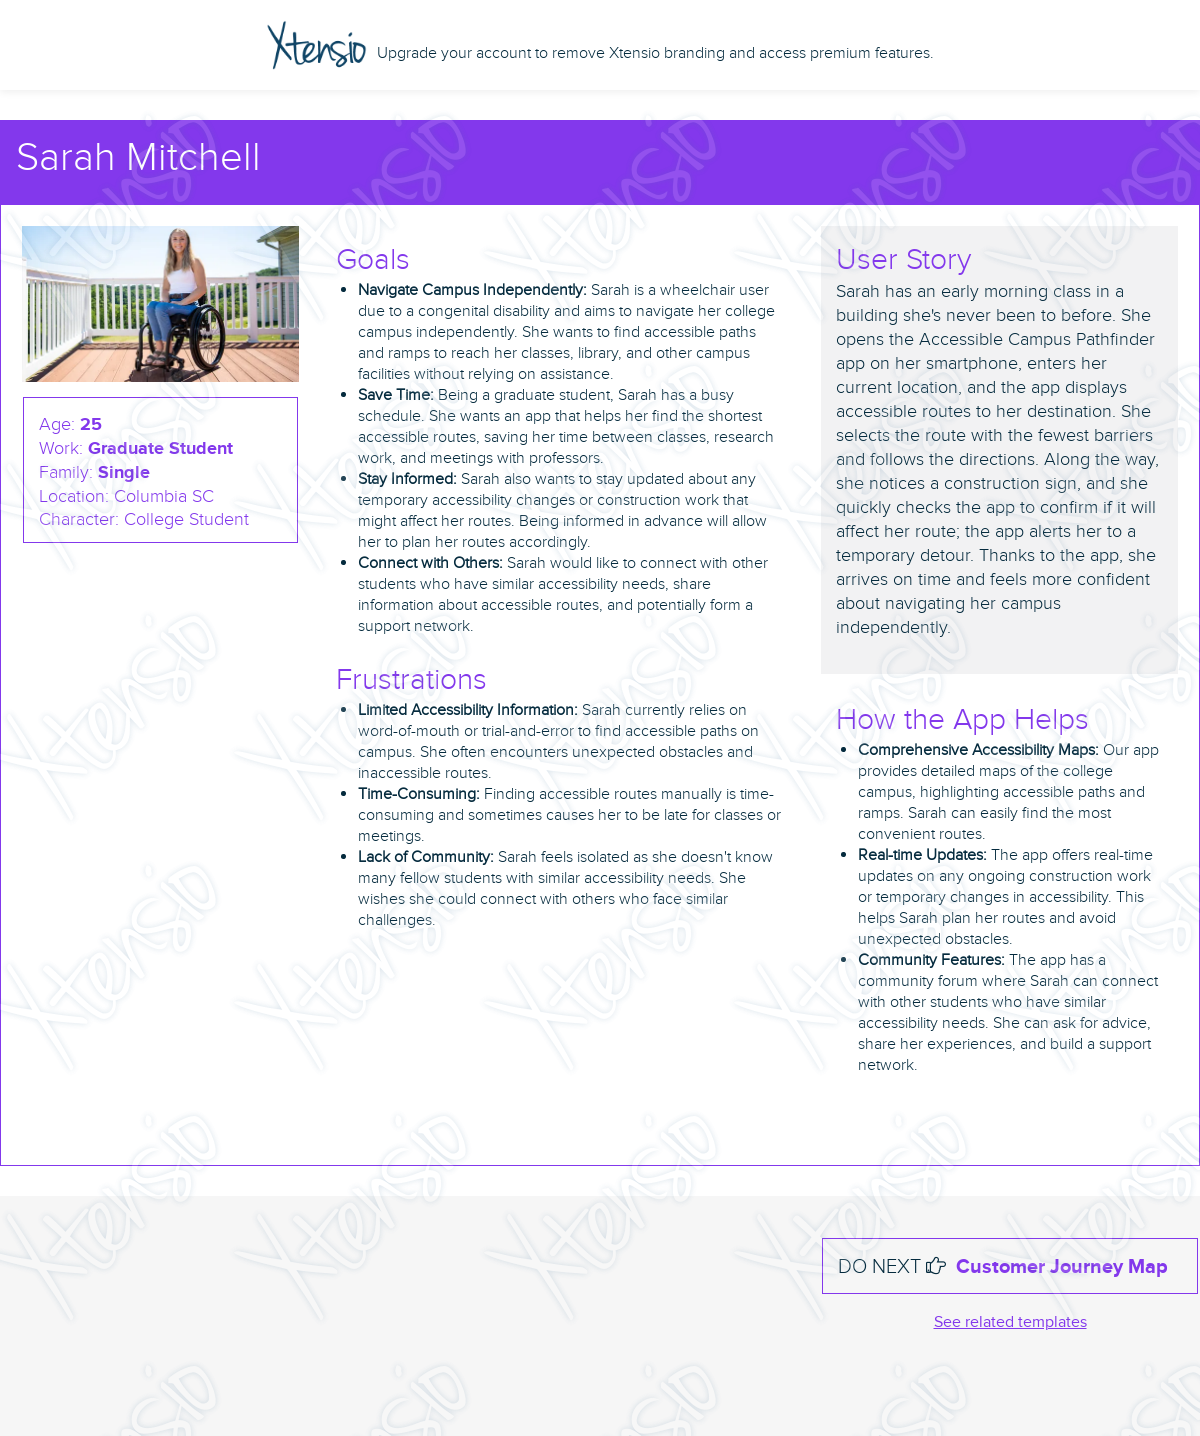 Xtensio Upgrade your account to remove Xtensio branding and access premium features.
Sarah Mitchell
Age: 25
Work: Graduate Student
Family: Single
Location: Columbia SC
Character: College Student
Goals
Navigate Campus Independently: Sarah is a wheelchair user
due to a congenital disability and aims to navigate her college
campus independently. She wants to find accessible paths
and ramps to reach her classes, library, and other campus
facilities without relying on assistance.
Save Time: Being a graduate student, Sarah has a busy
schedule. She wants an app that helps her find the shortest
accessible routes, saving her time between classes, research
work, and meetings with professors.
Stay Informed: Sarah also wants to stay updated about any
temporary accessibility changes or construction work that
might affect her routes. Being informed in advance will allow
her to plan her routes accordingly.
Connect with Others: Sarah would like to connect with other
students who have similar accessibility needs, share
information about accessible routes, and potentially form a
support network.
Frustrations
Limited Accessibility Information: Sarah currently relies on
word-of-mouth or trial-and-error to find accessible paths on
campus. She often encounters unexpected obstacles and
inaccessible routes.
Time-Consuming: Finding accessible routes manually is time-
consuming and sometimes causes her to be late for classes or
meetings.
Lack of Community: Sarah feels isolated as she doesn't know
many fellow students with similar accessibility needs. She
wishes she could connect with others who face similar
challenges.
User Story
Sarah has an early morning class in a
building she's never been to before. She
opens the Accessible Campus Pathfinder
app on her smartphone, enters her
current location, and the app displays
accessible routes to her destination. She
selects the route with the fewest barriers
and follows the directions. Along the way,
she notices a construction sign, and she
quickly checks the app to confirm if it will
affect her route; the app alerts her to a
temporary detour. Thanks to the app, she
arrives on time and feels more confident
about navigating her campus
independently.
How the App Helps
Comprehensive Accessibility Maps: Our app
provides detailed maps of the college
campus, highlighting accessible paths and
ramps. Sarah can easily find the most
convenient routes.
Real-time Updates: The app offers real-time
updates on any ongoing construction work
or temporary changes in accessibility. This
helps Sarah plan her routes and avoid
unexpected obstacles.
Community Features: The app has a
community forum where Sarah can connect
with other students who have similar
accessibility needs. She can ask for advice,
share her experiences, and build a support
network.
DO NEXT Customer Journey Map
See related templates